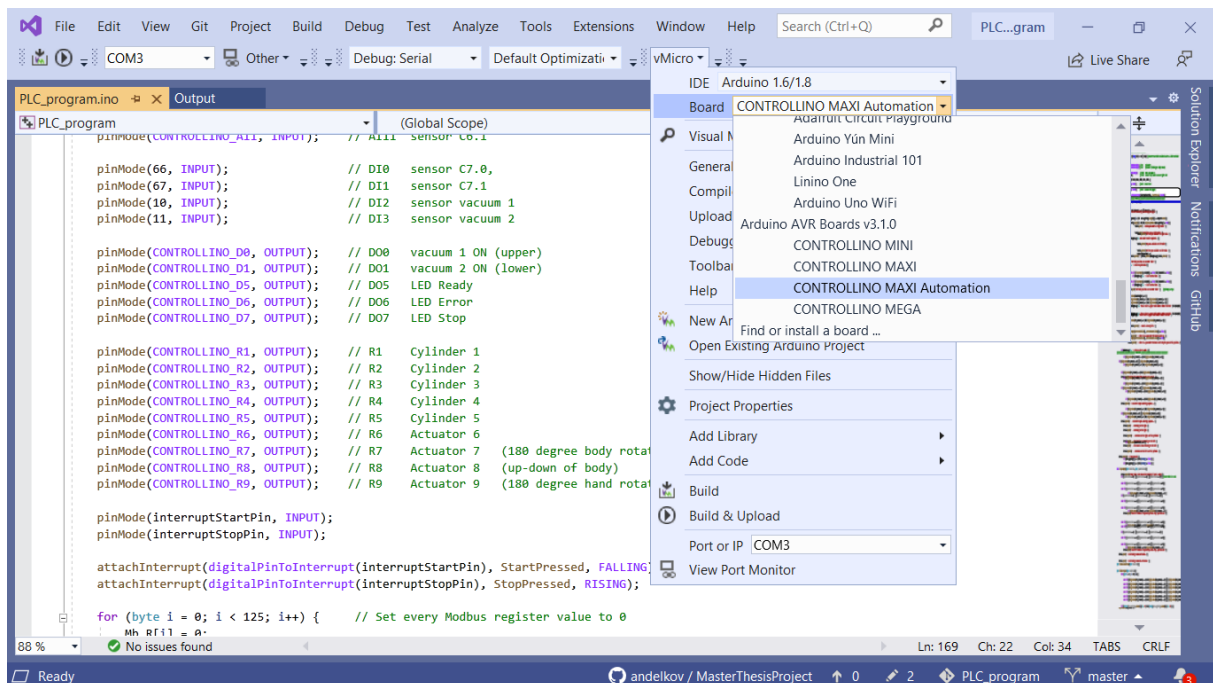 File Edit View Git Project Build Debug Test Analyze Tools Extensions Window Help Search (Ctrl+Q) PLC...gram
COM3 Other Debug: Serial Default Optimizati vMicro Live Share
PLC_program.ino Output
PLC_program (Global Scope)
pinMode(CONTROLLINO_AI1, INPUT); // AI11 sensor C6.1
pinMode(66, INPUT); // DI0 sensor C7.0,
pinMode(67, INPUT); // DI1 sensor C7.1
pinMode(10, INPUT); // DI2 sensor vacuum 1
pinMode(11, INPUT); // DI3 sensor vacuum 2
pinMode(CONTROLLINO_D0, OUTPUT); // DO0 vacuum 1 ON (upper)
pinMode(CONTROLLINO_D1, OUTPUT); // DO1 vacuum 2 ON (lower)
pinMode(CONTROLLINO_D5, OUTPUT); // DO5 LED Ready
pinMode(CONTROLLINO_D6, OUTPUT); // DO6 LED Error
pinMode(CONTROLLINO_D7, OUTPUT); // DO7 LED Stop
pinMode(CONTROLLINO_R1, OUTPUT); // R1 Cylinder 1
pinMode(CONTROLLINO_R2, OUTPUT); // R2 Cylinder 2
pinMode(CONTROLLINO_R3, OUTPUT); // R3 Cylinder 3
pinMode(CONTROLLINO_R4, OUTPUT); // R4 Cylinder 4
pinMode(CONTROLLINO_R5, OUTPUT); // R5 Cylinder 5
pinMode(CONTROLLINO_R6, OUTPUT); // R6 Actuator 6
pinMode(CONTROLLINO_R7, OUTPUT); // R7 Actuator 7 (180 degree body rotat
pinMode(CONTROLLINO_R8, OUTPUT); // R8 Actuator 8 (up-down of body)
pinMode(CONTROLLINO_R9, OUTPUT); // R9 Actuator 9 (180 degree hand rotat
pinMode(interruptStartPin, INPUT);
pinMode(interruptStopPin, INPUT);
attachInterrupt(digitalPinToInterrupt(interruptStartPin), StartPressed, FALLING)
attachInterrupt(digitalPinToInterrupt(interruptStopPin), StopPressed, RISING);
for (byte i = 0; i < 125; i++) { // Set every Modbus register value to 0
Mb_R[i] = 0;
IDE Arduino 1.6/1.8
Board CONTROLLINO MAXI Automation
Visual M
General
Compil
Upload
Debugg
Toolba
Help
New Ar
Open Existing Arduino Project
Show/Hide Hidden Files
Project Properties
Add Library
Add Code
Build
Build & Upload
Port or IP COM3
View Port Monitor
Adafruit Circuit Playground
Arduino Yún Mini
Arduino Industrial 101
Linino One
Arduino Uno WiFi
Arduino AVR Boards v3.1.0
CONTROLLINO MINI
CONTROLLINO MAXI
CONTROLLINO MAXI Automation
CONTROLLINO MEGA
Find or install a board ...
Solution Explorer
Notifications
GitHub
88 % No issues found Ln: 169 Ch: 22 Col: 34 TABS CRLF
Ready andelkov / MasterThesisProject 0 2 PLC_program master 3